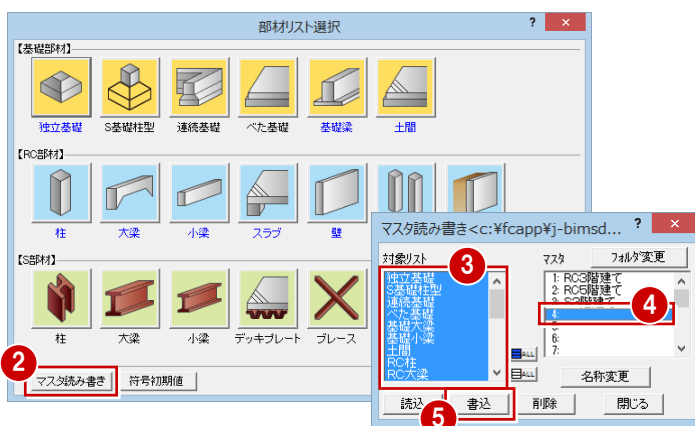 部材リスト選択
? ×
【基礎部材】
独立基礎 S基礎柱型 連続基礎 べた基礎 基礎梁 土間
【RC部材】
柱 大梁 小梁 スラブ 壁
【S部材】
柱 大梁 小梁 デッキプレート ブレース
2
マスタ読み書き 符号初期値
マスタ読み書き<c:¥fcapp¥j-bimsd... ? ×
対象リスト マスタ フォルダ変更
3
独立基礎
S基礎柱型
連続基礎
べた基礎
基礎大梁
基礎小梁
土間
RC柱
RC大梁
1: RC3階建て
2: RC5階建て
4
4:
6:
7:
ALL
ALL
名称変更
読込 書込 削除 閉じる
5